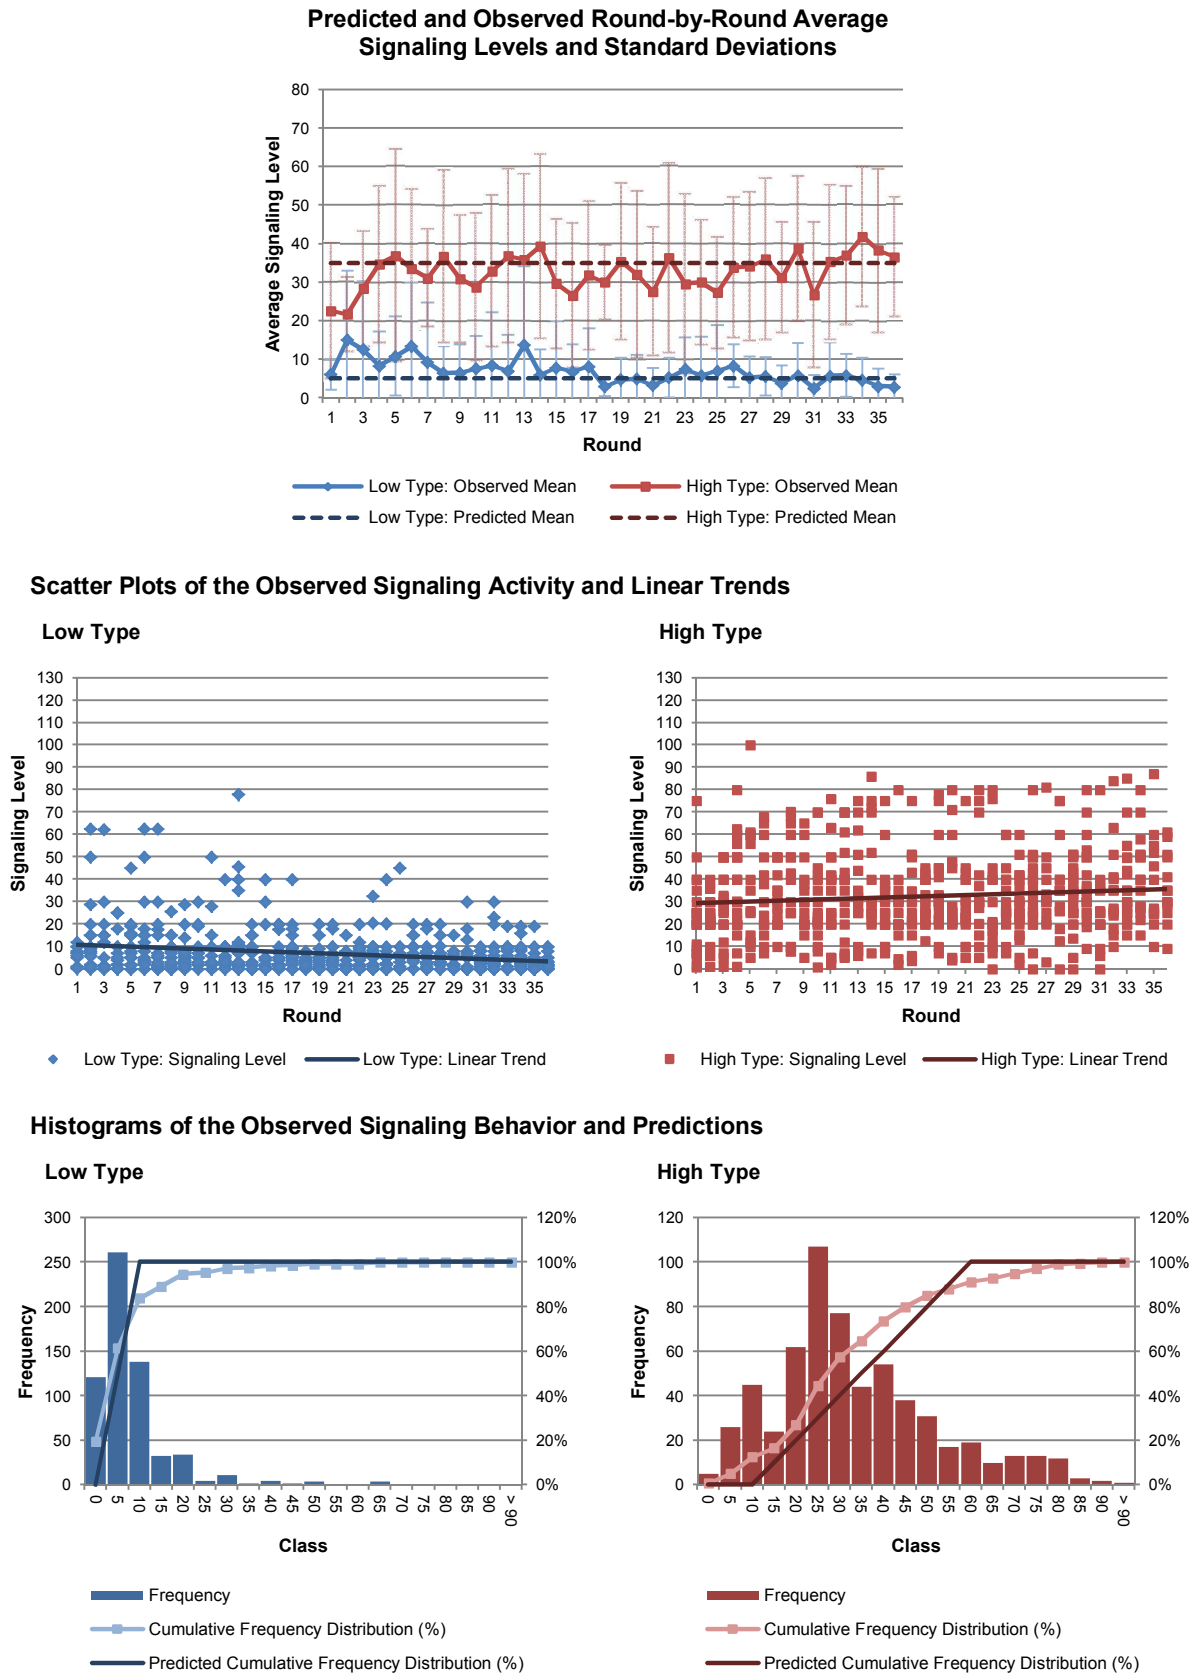 Predicted and Observed Round-by-Round Average
Signaling Levels and Standard Deviations
80
70
60
50
40
30
20
10
0
Average Signaling Level
1 3 5 7 9 11 13 15 17 19 21 23 25 27 29 31 33 35
Round
Low Type: Observed Mean High Type: Observed Mean
Low Type: Predicted Mean High Type: Predicted Mean
Scatter Plots of the Observed Signaling Activity and Linear Trends
Low Type
130
120
110
100
90
80
70
60
50
40
30
20
10
0
Signaling Level
1 3 5 7 9 11 13 15 17 19 21 23 25 27 29 31 33 35
Round
Low Type: Signaling Level Low Type: Linear Trend
High Type
130
120
110
100
90
80
70
60
50
40
30
20
10
0
Signaling Level
1 3 5 7 9 11 13 15 17 19 21 23 25 27 29 31 33 35
Round
High Type: Signaling Level High Type: Linear Trend
Histograms of the Observed Signaling Behavior and Predictions
Low Type
300
250
200
150
100
50
0
Frequency
120%
100%
80%
60%
40%
20%
0%
0 5 10 15 20 25 30 35 40 45 50 55 60 65 70 75 80 85 90 > 90
Class
Frequency
Cumulative Frequency Distribution (%)
Predicted Cumulative Frequency Distribution (%)
High Type
120
100
80
60
40
20
0
Frequency
120%
100%
80%
60%
40%
20%
0%
0 5 10 15 20 25 30 35 40 45 50 55 60 65 70 75 80 85 90 > 90
Class
Frequency
Cumulative Frequency Distribution (%)
Predicted Cumulative Frequency Distribution (%)